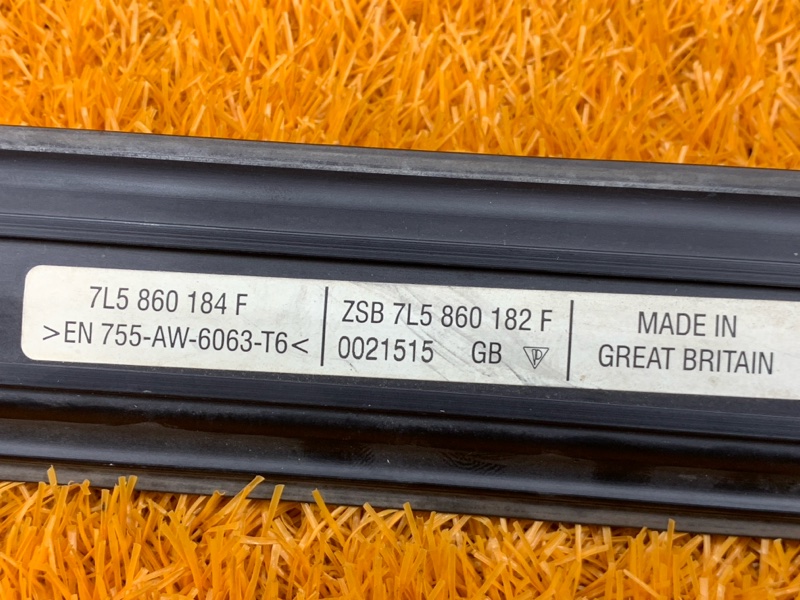 7L5 860 184 F
>EN 755-AW-6063-T6<
ZSB 7L5 860 182 F
0021515 GB
MADE IN
GREAT BRITAIN